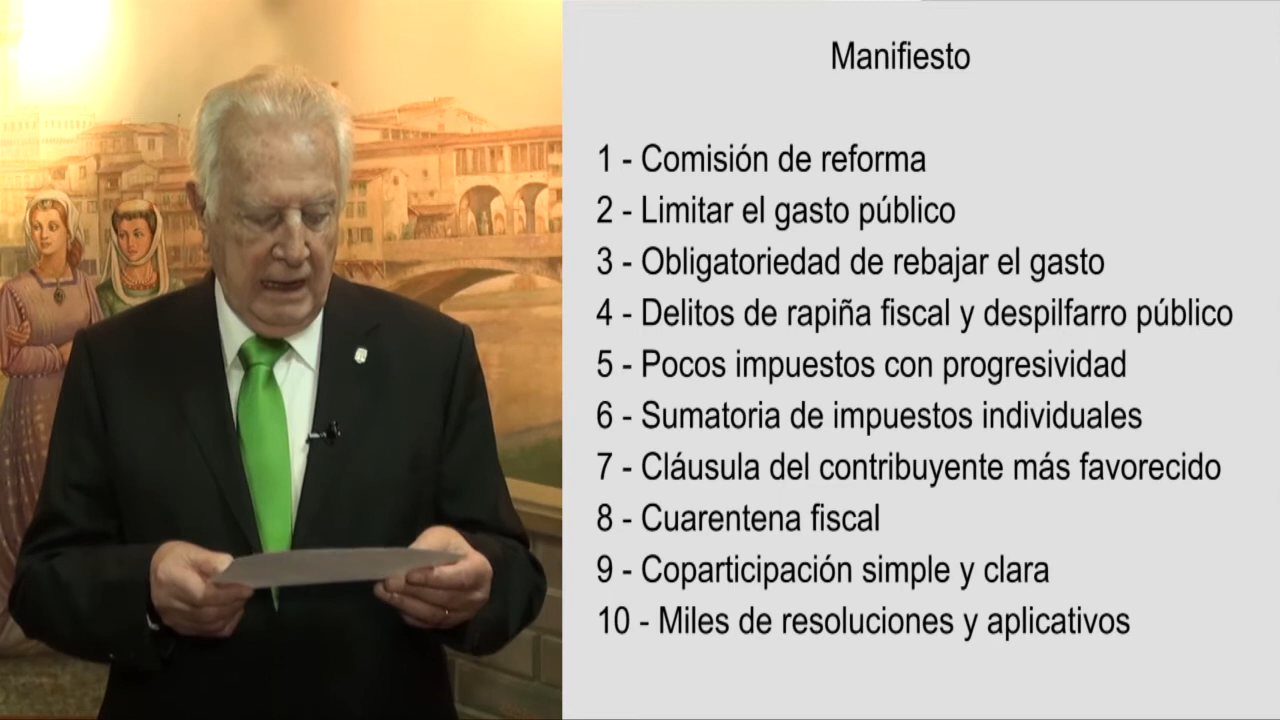 Manifiesto
1 - Comisión de reforma
2 - Limitar el gasto público
3 - Obligatoriedad de rebajar el gasto
4 - Delitos de rapiña fiscal y despilfarro público
5 - Pocos impuestos con progresividad
6 - Sumatoria de impuestos individuales
7 - Cláusula del contribuyente más favorecido
8 - Cuarentena fiscal
9 - Coparticipación simple y clara
10 - Miles de resoluciones y aplicativos